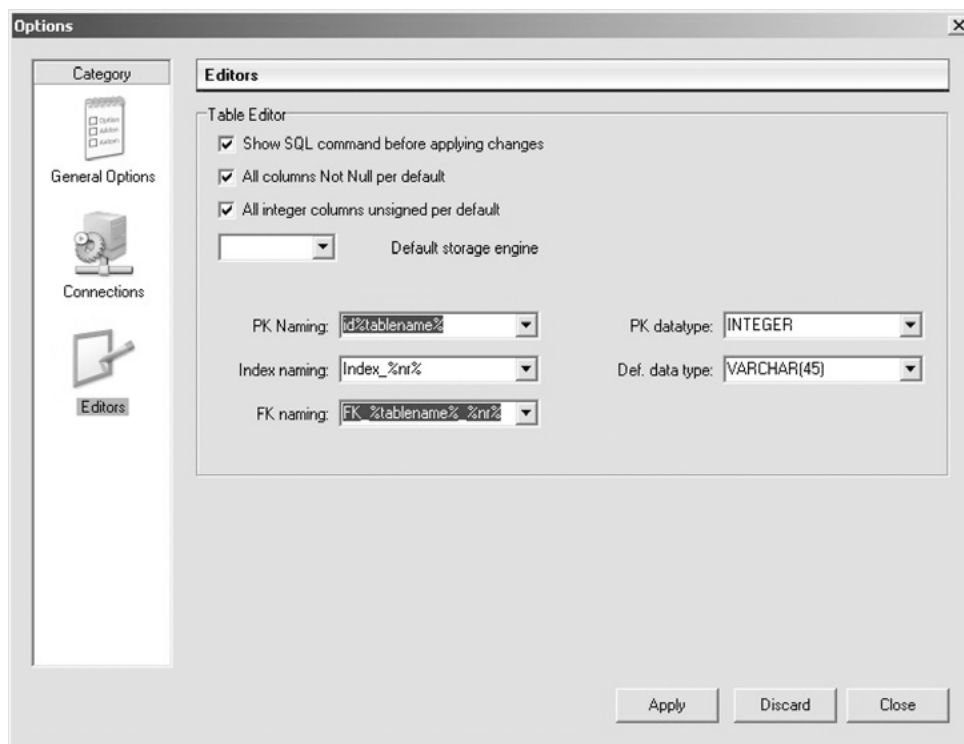 Options
Category
General Options
Connections
Editors
Editors
Table Editor
Show SQL command before applying changes
All columns Not Null per default
All integer columns unsigned per default
Default storage engine
PK Naming: id%tablename% PK datatype: INTEGER
Index naming: Index_%nr% Def. data type: VARCHAR(45)
FK naming: FK_%tablename%_%nr%
Apply Discard Close